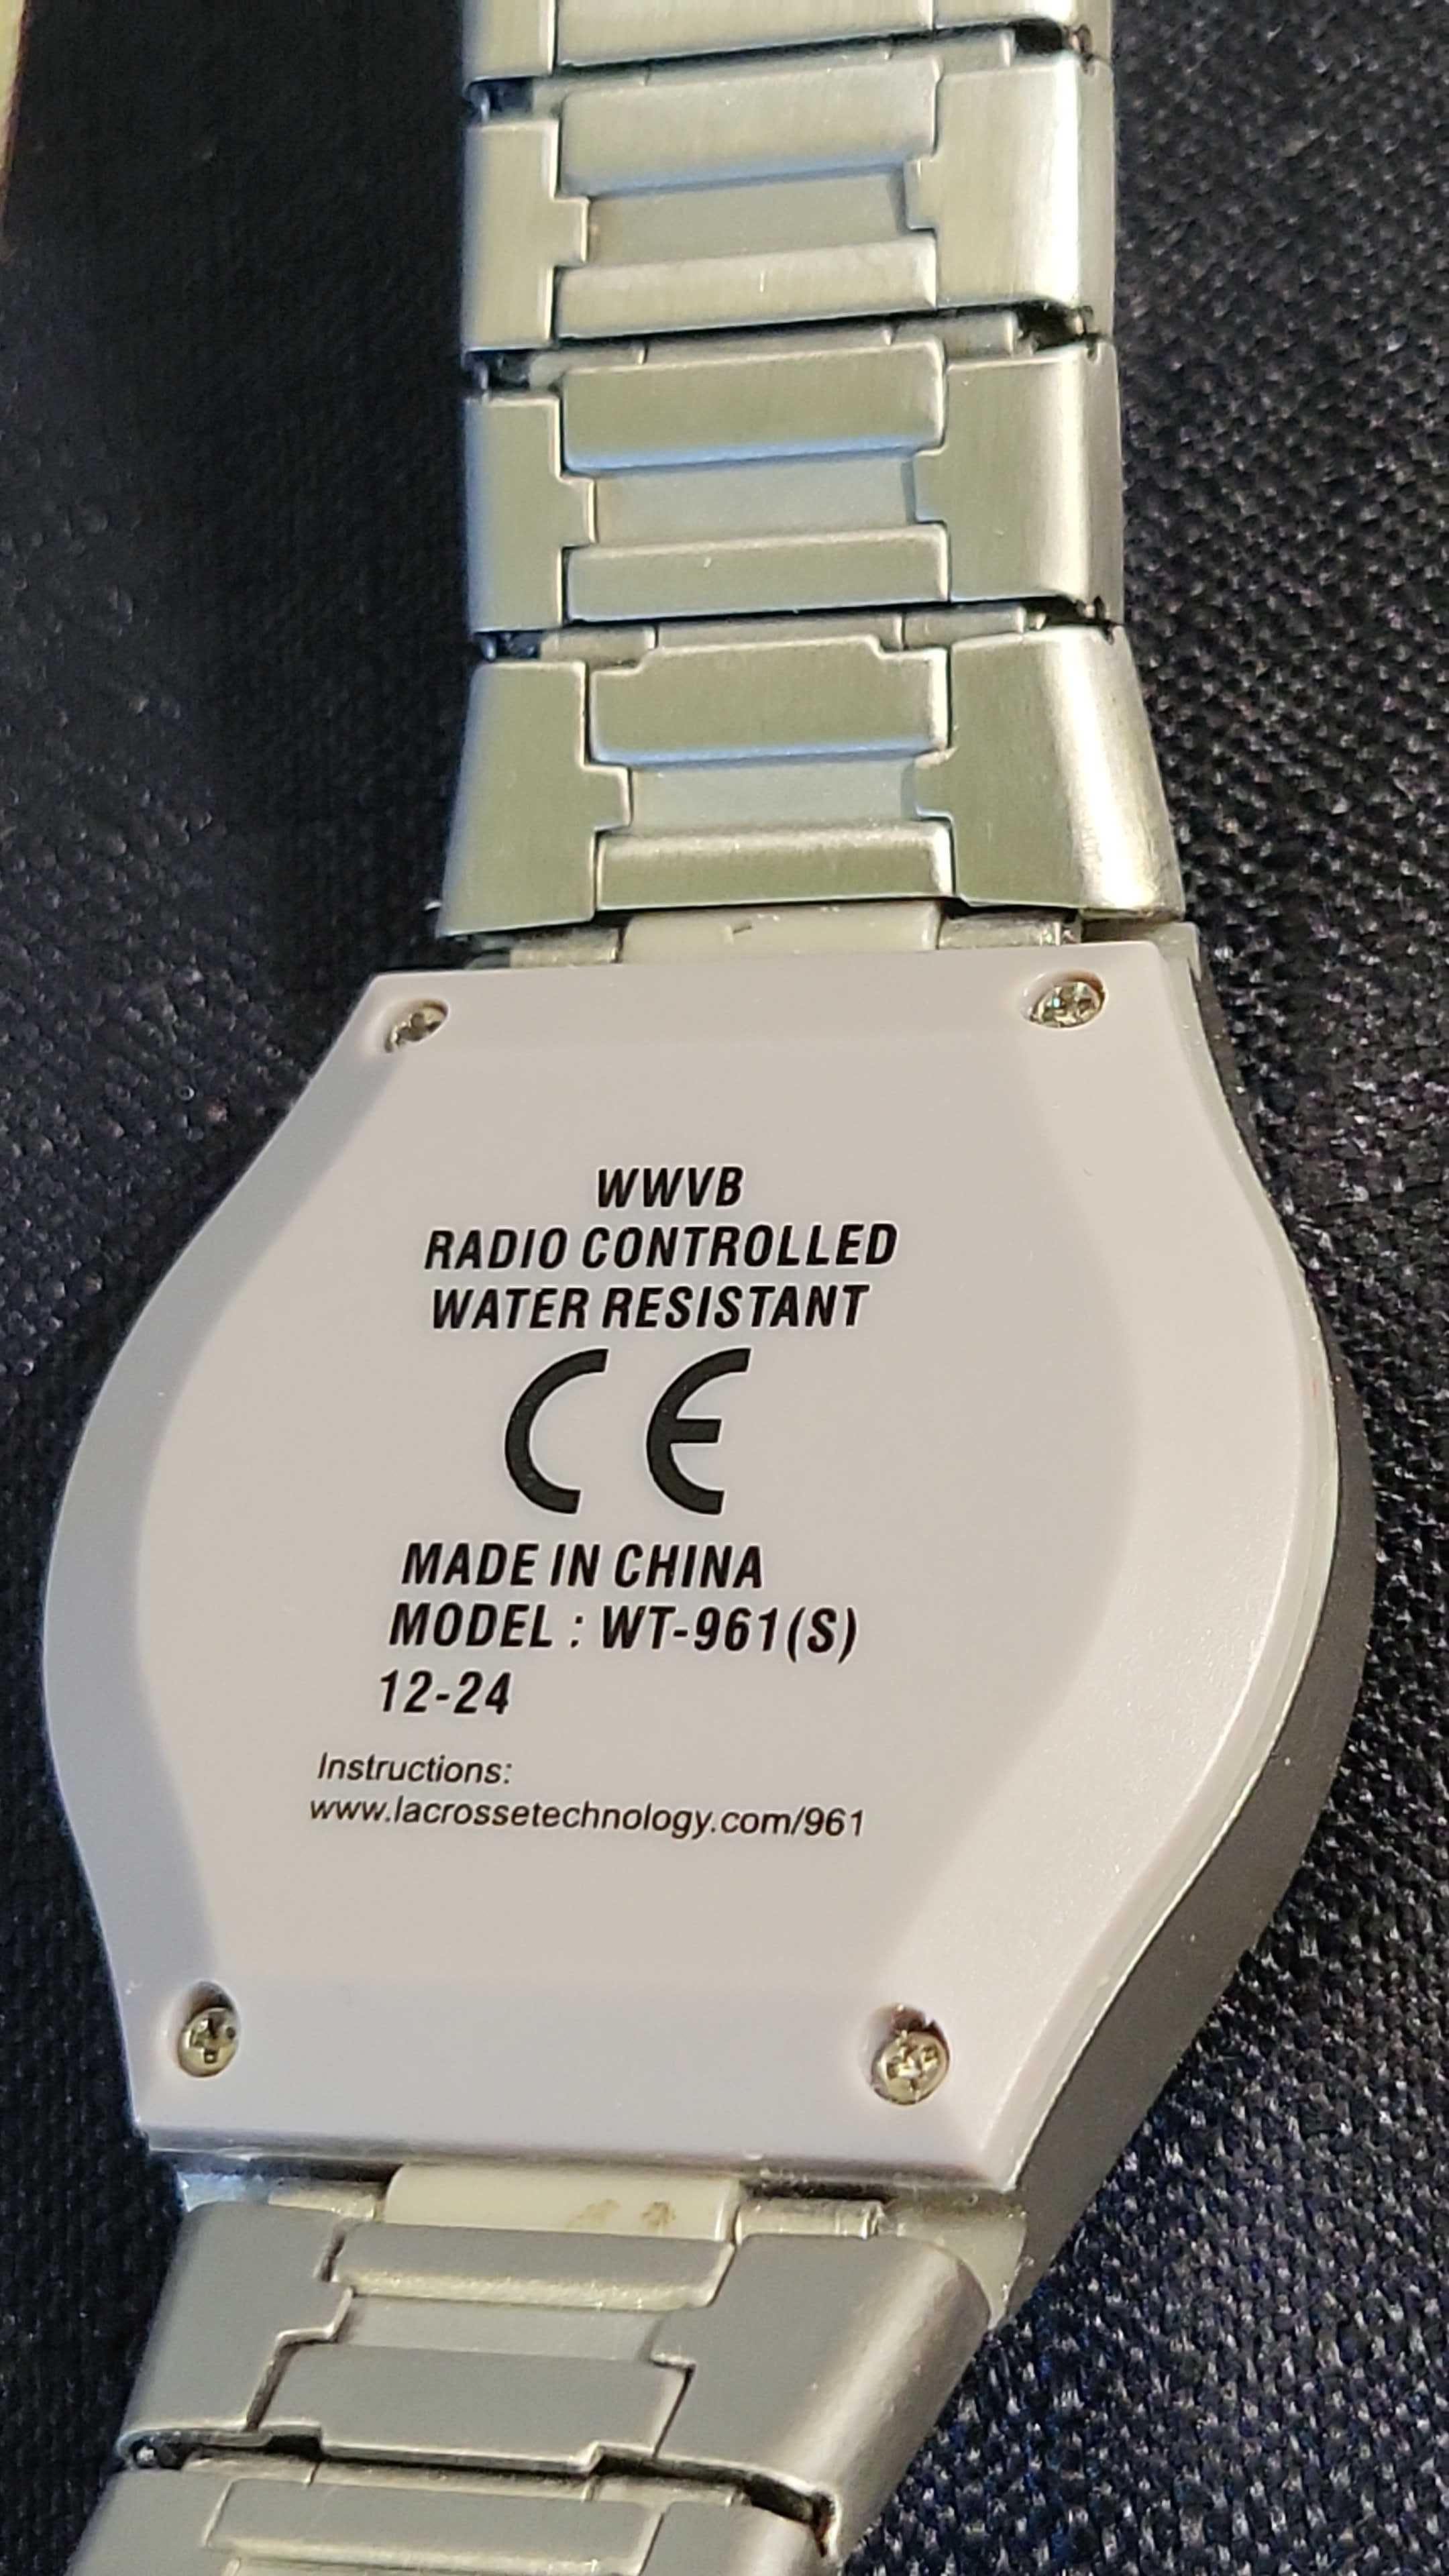 WWVB
RADIO CONTROLLED
WATER RESISTANT
CE
MADE IN CHINA
MODEL : WT-961(S)
12-24
Instructions:
www.lacrossetechnology.com/961